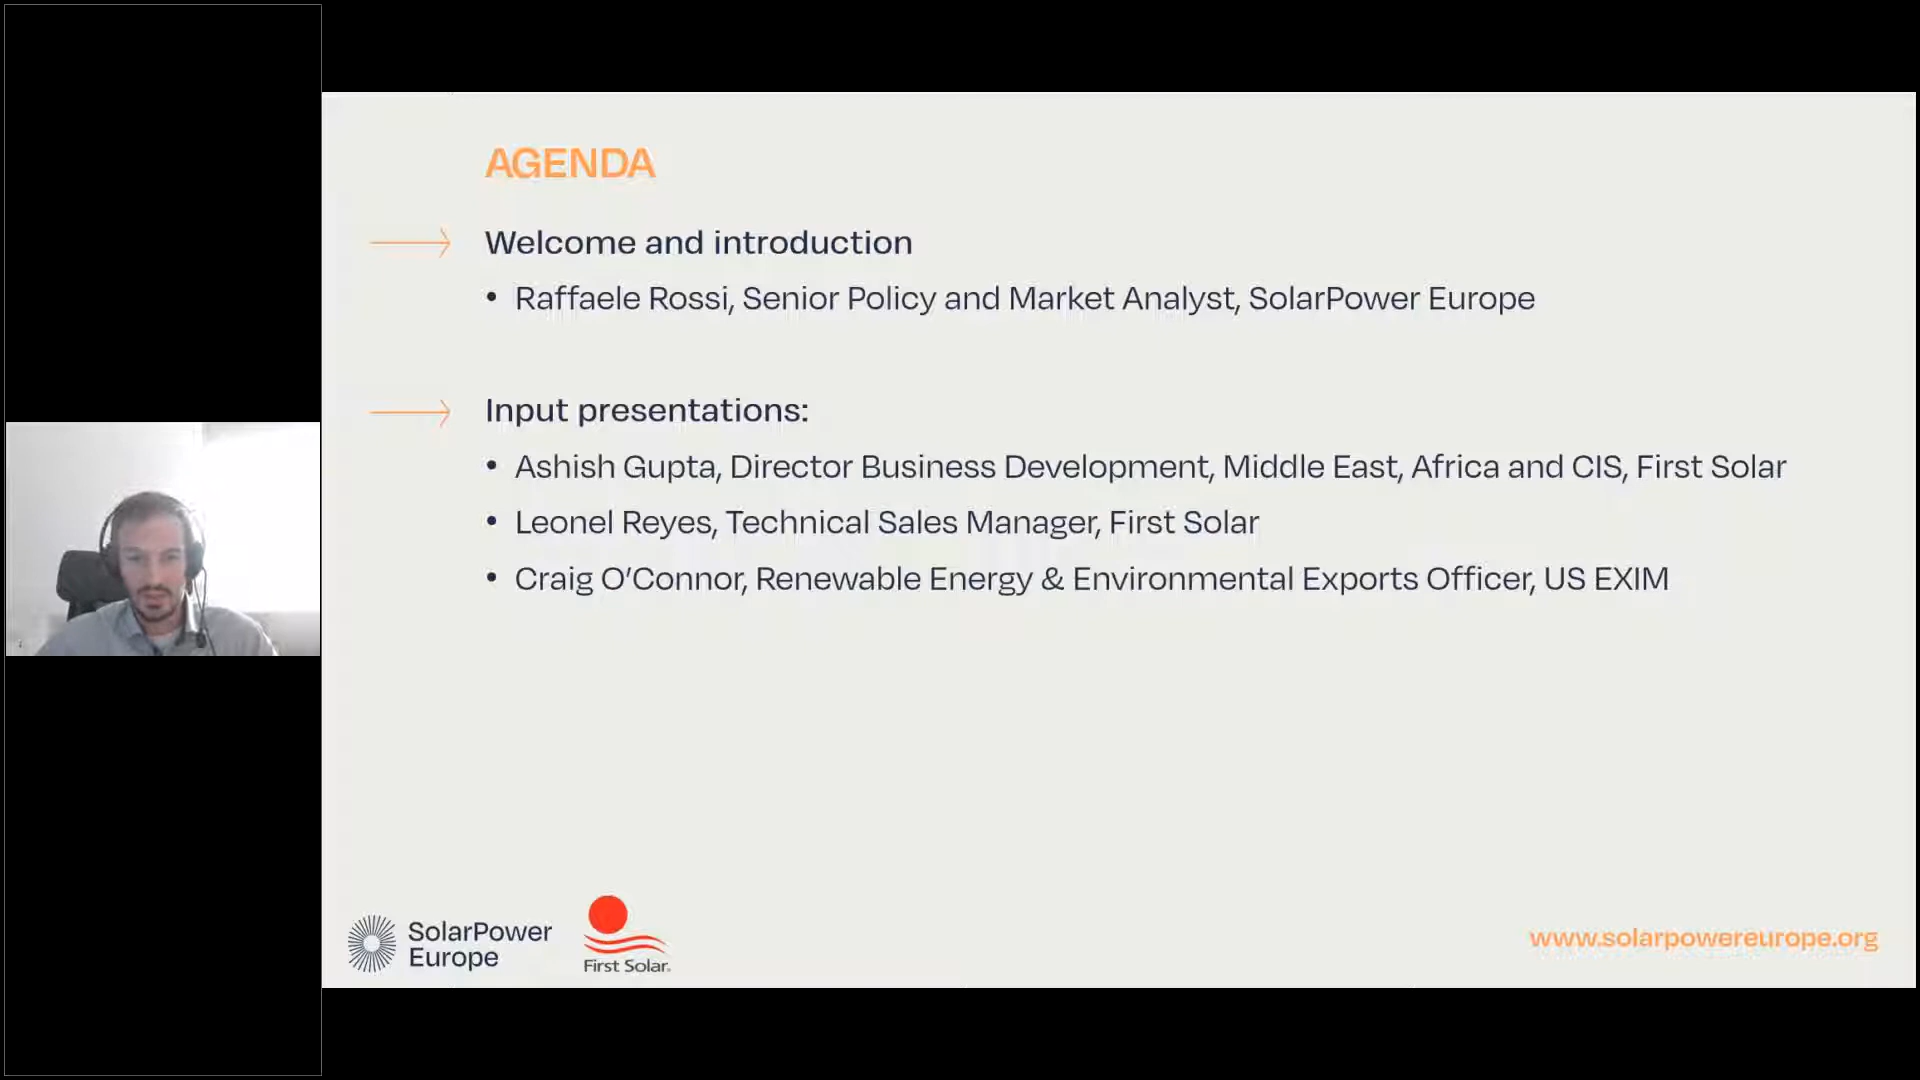 AGENDA
Welcome and introduction
• Raffaele Rossi, Senior Policy and Market Analyst, SolarPower Europe
Input presentations:
• Ashish Gupta, Director Business Development, Middle East, Africa and CIS, First Solar
• Leonel Reyes, Technical Sales Manager, First Solar
• Craig O’Connor, Renewable Energy & Environmental Exports Officer, US EXIM
SolarPower
Europe
First Solar.
www.solarpowereurope.org